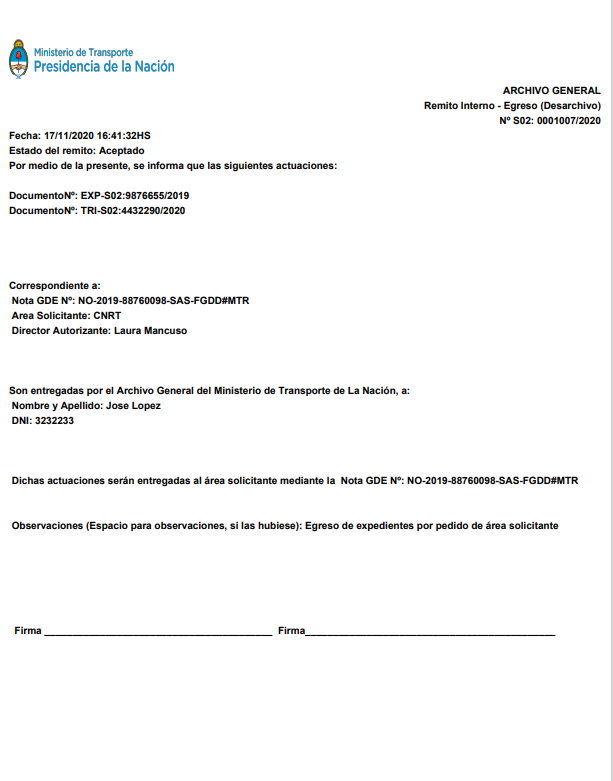 Ministerio de Transporte
Presidencia de la Nación
ARCHIVO GENERAL
Remito Interno - Egreso (Desarchivo)
Nº S02: 0001007/2020
Fecha: 17/11/2020 16:41:32HS
Estado del remito: Aceptado
Por medio de la presente, se informa que las siguientes actuaciones:
DocumentoNº: EXP-S02:9876655/2019
DocumentoNº: TRI-S02:4432290/2020
Correspondiente a:
Nota GDE Nº: NO-2019-88760098-SAS-FGDD#MTR
Area Solicitante: CNRT
Director Autorizante: Laura Mancuso
Son entregadas por el Archivo General del Ministerio de Transporte de La Nación, a:
Nombre y Apellido: Jose Lopez
DNI: 3232233
Dichas actuaciones serán entregadas al área solicitante mediante la Nota GDE Nº: NO-2019-88760098-SAS-FGDD#MTR
Observaciones (Espacio para observaciones, si las hubiese): Egreso de expedientes por pedido de área solicitante
Firma ________________________________________ Firma____________________________________________